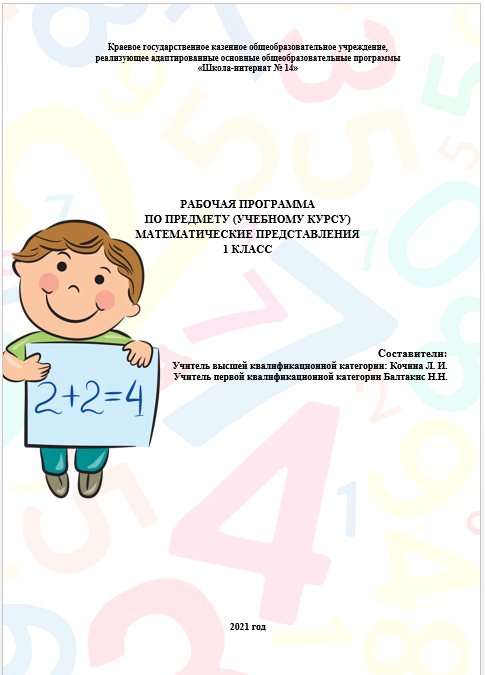 Краевое государственное казенное общеобразовательное учреждение,
реализующее адаптированные основные общеобразовательные программы
«Школа-интернат № 14»
РАБОЧАЯ ПРОГРАММА
ПО ПРЕДМЕТУ (УЧЕБНОМУ КУРСУ)
МАТЕМАТИЧЕСКИЕ ПРЕДСТАВЛЕНИЯ
1 КЛАСС
Составители:
Учитель высшей квалификационной категории: Кочина Л. И.
Учитель первой квалификационной категории Балтакис Н.Н.
2+2=4
2021 год